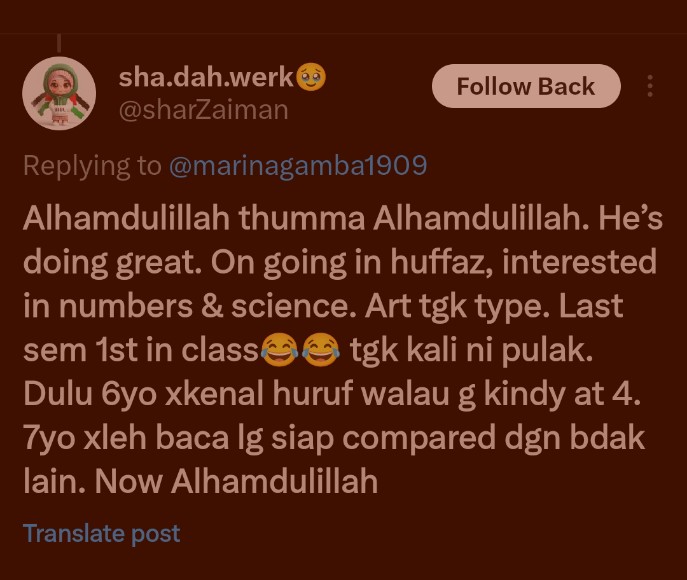 sha.dah.werk🥹
@sharZaiman
Follow Back
Replying to @marinagamba1909
Alhamdulillah thumma Alhamdulillah. He’s
doing great. On going in huffaz, interested
in numbers & science. Art tgk type. Last
sem 1st in class😂😂 tgk kali ni pulak.
Dulu 6yo xkenal huruf walau g kindy at 4.
7yo xleh baca lg siap compared dgn bdak
lain. Now Alhamdulillah
Translate post